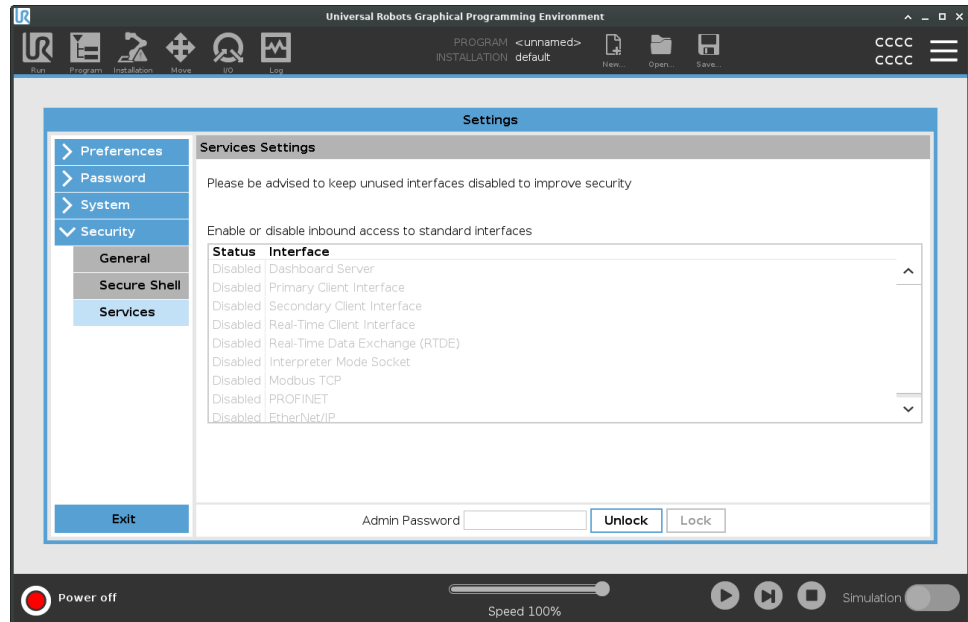 Universal Robots Graphical Programming Environment
UR
Run
Program
Installation
Move
I/O
Log
PROGRAM <unnamed>
INSTALLATION default
New...
Open...
Save...
CCCC
CCCC
Settings
Preferences
Password
System
Security
General
Secure Shell
Services
Exit
Services Settings
Please be advised to keep unused interfaces disabled to improve security
Enable or disable inbound access to standard interfaces
Status Interface
Disabled Dashboard Server
Disabled Primary Client Interface
Disabled Secondary Client Interface
Disabled Real-Time Client Interface
Disabled Real-Time Data Exchange (RTDE)
Disabled Interpreter Mode Socket
Disabled Modbus TCP
Disabled PROFINET
Disabled EtherNet/IP
Admin Password
Unlock
Lock
Power off
Speed 100%
Simulation